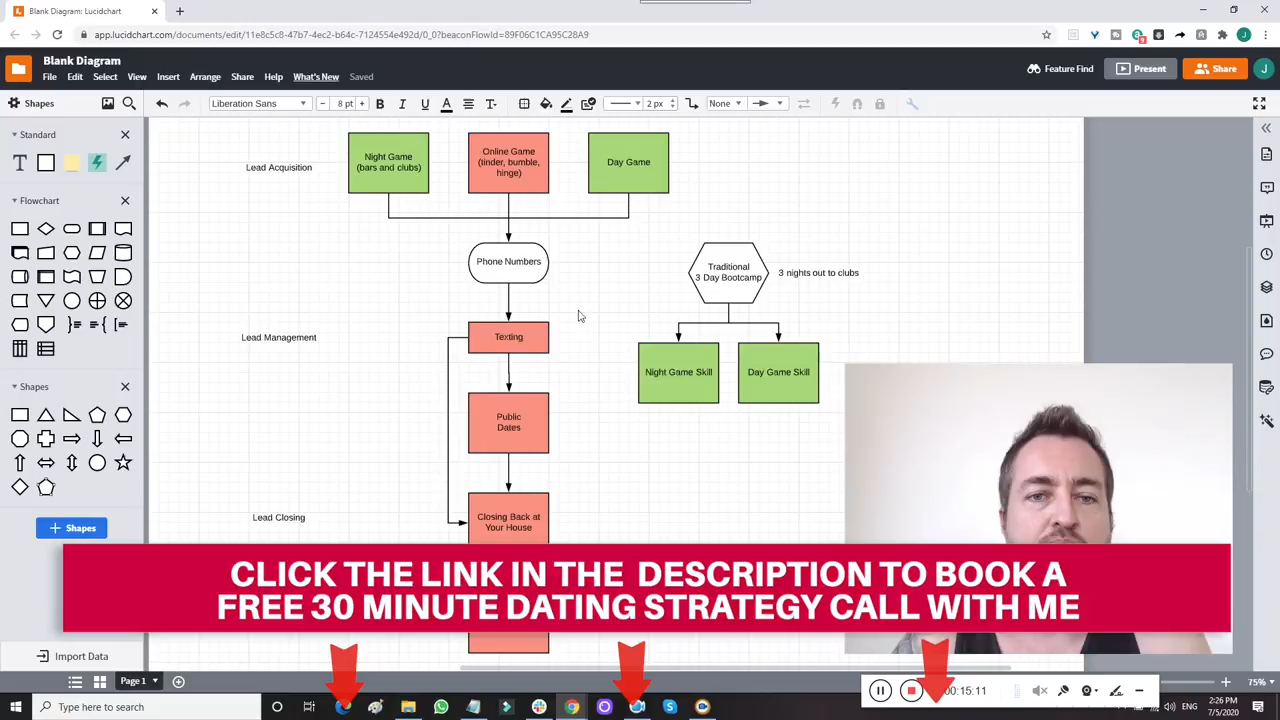 Blank Diagram: Lucidchart
app.lucidchart.com/documents/edit/11e8c5c8-47b7-4ec2-b64c-7124554e492d/0_0?beaconFlowId=89F06C1CA95C28A9
Blank Diagram
File Edit Select View Insert Arrange Share Help What's New Saved
Feature Find
Present
Share
J
Shapes
Liberation Sans
8 pt
B I U
2 px
None
Standard
Flowchart
Shapes
+ Shapes
Import Data
Lead Acquisition
Night Game
(bars and clubs)
Online Game
(tinder, bumble,
hinge)
Day Game
Phone Numbers
Traditional
3 Day Bootcamp
3 nights out to clubs
Lead Management
Texting
Night Game Skill
Day Game Skill
Public
Dates
Lead Closing
Closing Back at
Your House
CLICK THE LINK IN THE DESCRIPTION TO BOOK A
FREE 30 MINUTE DATING STRATEGY CALL WITH ME
Page 1
75%
00:15:11
Type here to search
2:26 PM
7/5/2020